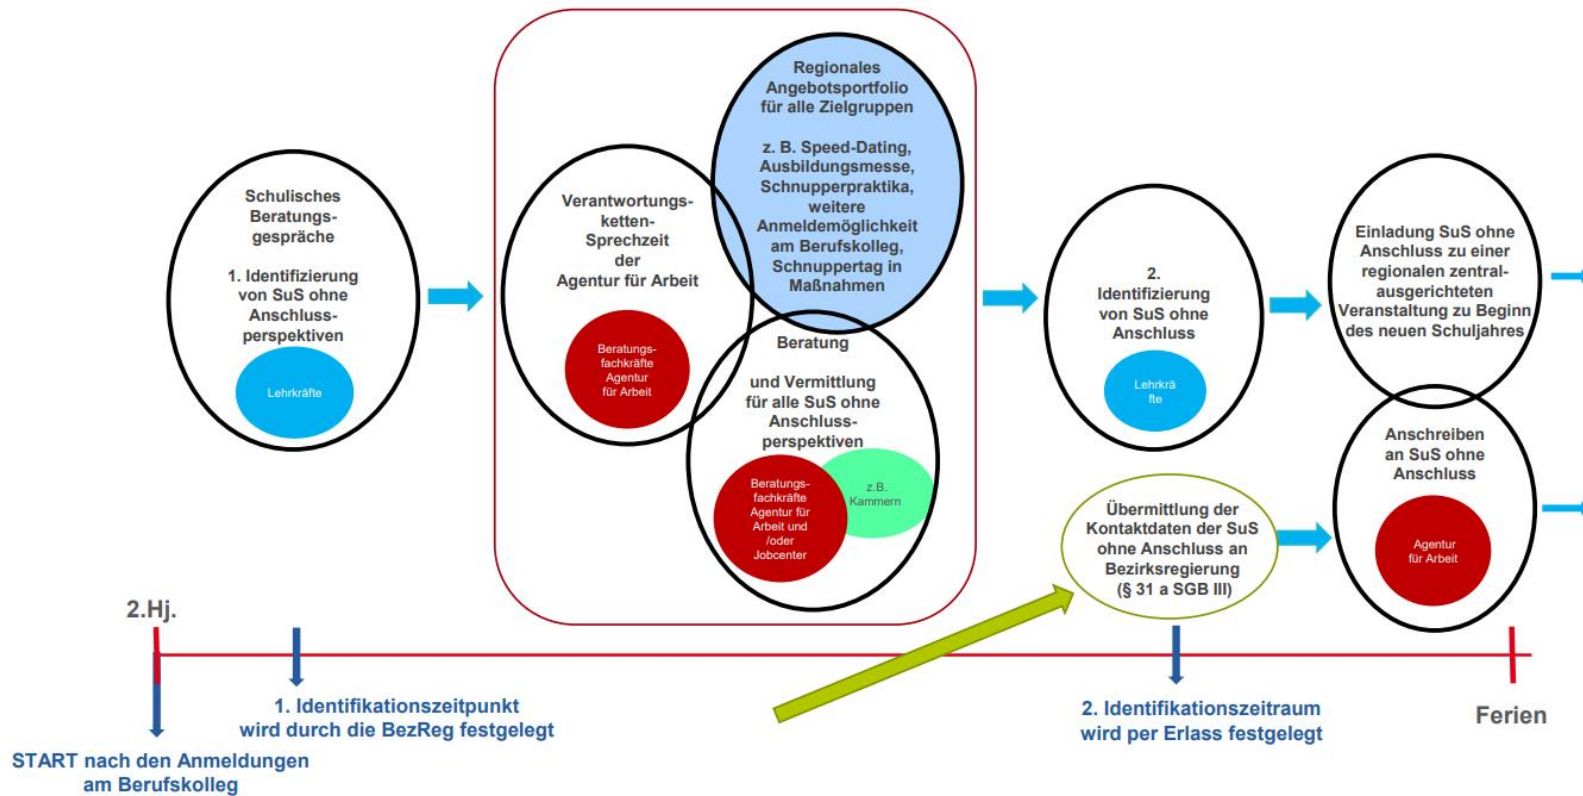 Schulisches
Beratungs-
gespräche
1. Identifizierung
von SuS ohne
Anschluss-
perspektiven
Lehrkräfte
Verantwortungs-
ketten-
Sprechzeit
der
Agentur für Arbeit
Beratungs-
fachkräfte
Agentur
für Arbeit
Regionales
Angebotsportfolio
für alle Zielgruppen
z. B. Speed-Dating,
Ausbildungsmesse,
Schnupperpraktika,
weitere
Anmeldemöglichkeit
am Berufskolleg,
Schnuppertag in
Maßnahmen
Beratung
und Vermittlung
für alle SuS ohne
Anschluss-
perspektiven
Beratungs-
fachkräfte
Agentur für
Arbeit und
/oder
Jobcenter
z.B.
Kammern
2.
Identifizierung
von SuS ohne
Anschluss
Lehrkrä
fte
Übermittlung der
Kontaktdaten der SuS
ohne Anschluss an
Bezirksregierung
(§ 31 a SGB III)
Einladung SuS ohne
Anschluss zu einer
regionalen zentral-
ausgerichteten
Veranstaltung zu Beginn
des neuen Schuljahres
Anschreiben
an SuS ohne
Anschluss
Agentur
für Arbeit
2.Hj.
START nach den Anmeldungen
am Berufskolleg
1. Identifikationszeitpunkt
wird durch die BezReg festgelegt
2. Identifikationszeitraum
wird per Erlass festgelegt
Ferien